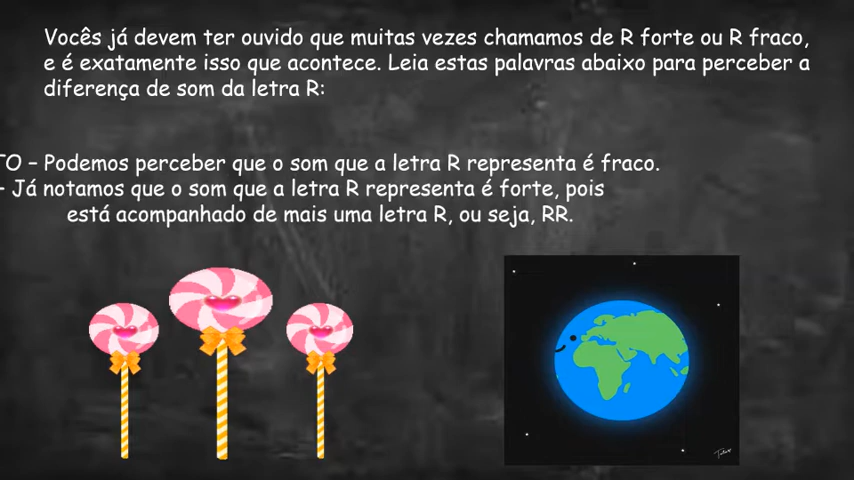 Vocês já devem ter ouvido que muitas vezes chamamos de R forte ou R fraco,
e é exatamente isso que acontece. Leia estas palavras abaixo para perceber a
diferença de som da letra R:
TO – Podemos perceber que o som que a letra R representa é fraco.
- Já notamos que o som que a letra R representa é forte, pois
está acompanhado de mais uma letra R, ou seja, RR.